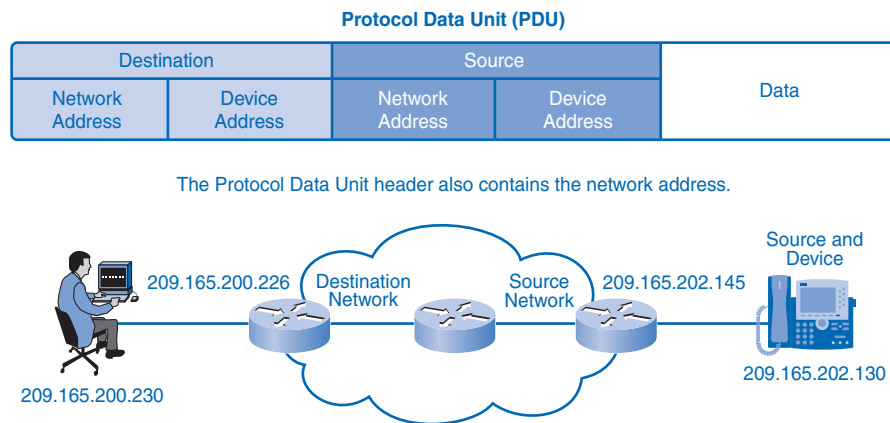 Protocol Data Unit (PDU)
Destination
Source
Data
Network
Address
Device
Address
Network
Address
Device
Address
The Protocol Data Unit header also contains the network address.
209.165.200.226
Destination
Network
Source
Network
209.165.202.145
Source and
Device
209.165.200.230
209.165.202.130